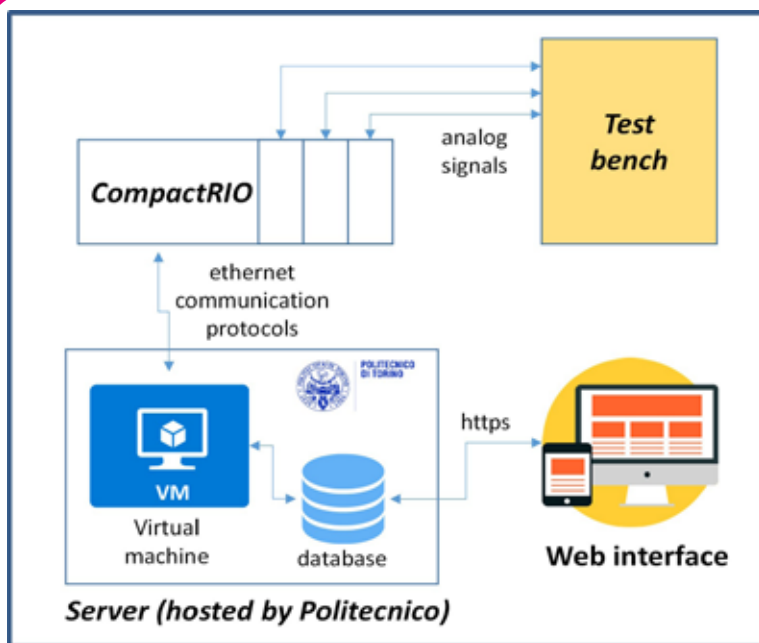 Test
bench
analog
signals
CompactRIO
ethernet
communication
protocols
POLITECNICO
DI TORINO
https
VM
Virtual
machine
database
Web interface
Server (hosted by Politecnico)